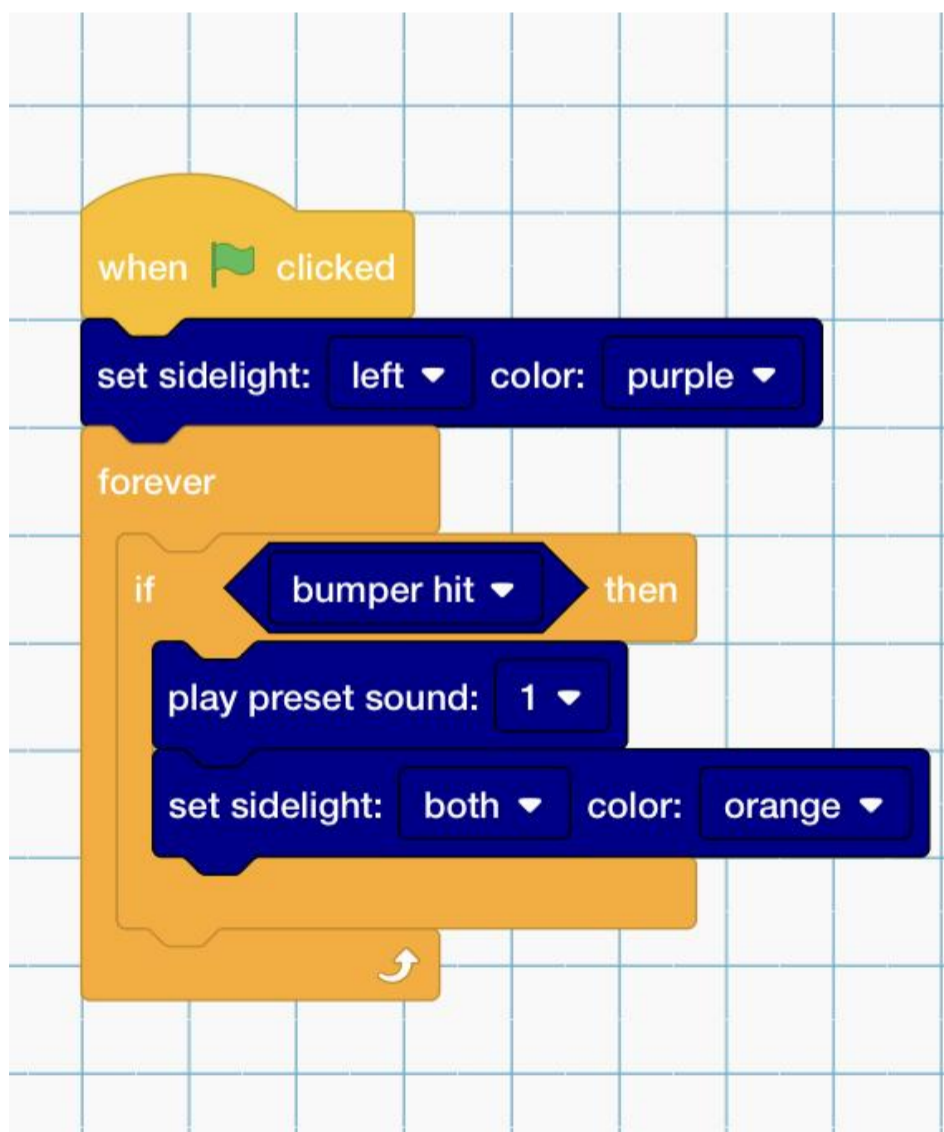 when clicked
set sidelight: left color: purple
forever
if bumper hit then
play preset sound: 1
set sidelight: both color: orange